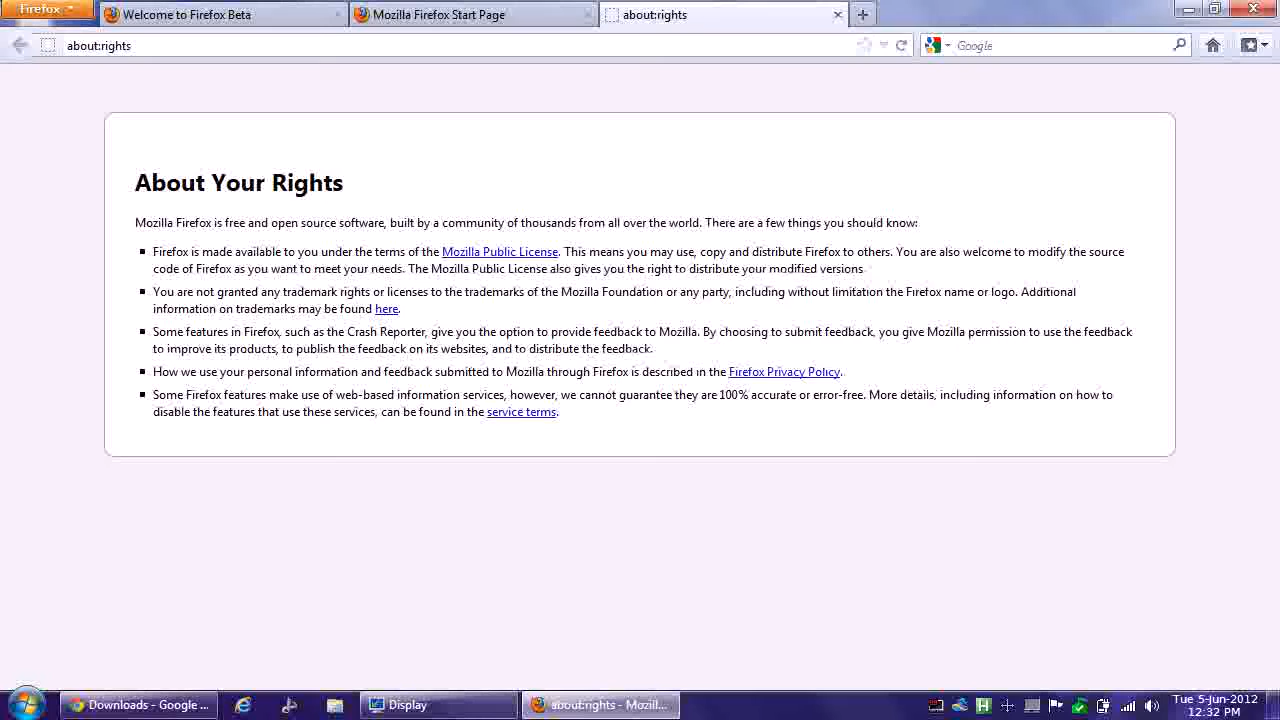 Firefox
Welcome to Firefox Beta
Mozilla Firefox Start Page
about:rights
about:rights
Google
About Your Rights
Mozilla Firefox is free and open source software, built by a community of thousands from all over the world. There are a few things you should know:
Firefox is made available to you under the terms of the Mozilla Public License. This means you may use, copy and distribute Firefox to others. You are also welcome to modify the source
code of Firefox as you want to meet your needs. The Mozilla Public License also gives you the right to distribute your modified versions.
You are not granted any trademark rights or licenses to the trademarks of the Mozilla Foundation or any party, including without limitation the Firefox name or logo. Additional
information on trademarks may be found here.
Some features in Firefox, such as the Crash Reporter, give you the option to provide feedback to Mozilla. By choosing to submit feedback, you give Mozilla permission to use the feedback
to improve its products, to publish the feedback on its websites, and to distribute the feedback.
How we use your personal information and feedback submitted to Mozilla through Firefox is described in the Firefox Privacy Policy.
Some Firefox features make use of web-based information services, however, we cannot guarantee they are 100% accurate or error-free. More details, including information on how to
disable the features that use these services, can be found in the service terms.
Downloads - Google ...
Display
about:rights - Mozill...
Tue 5-Jun-2012
12:32 PM